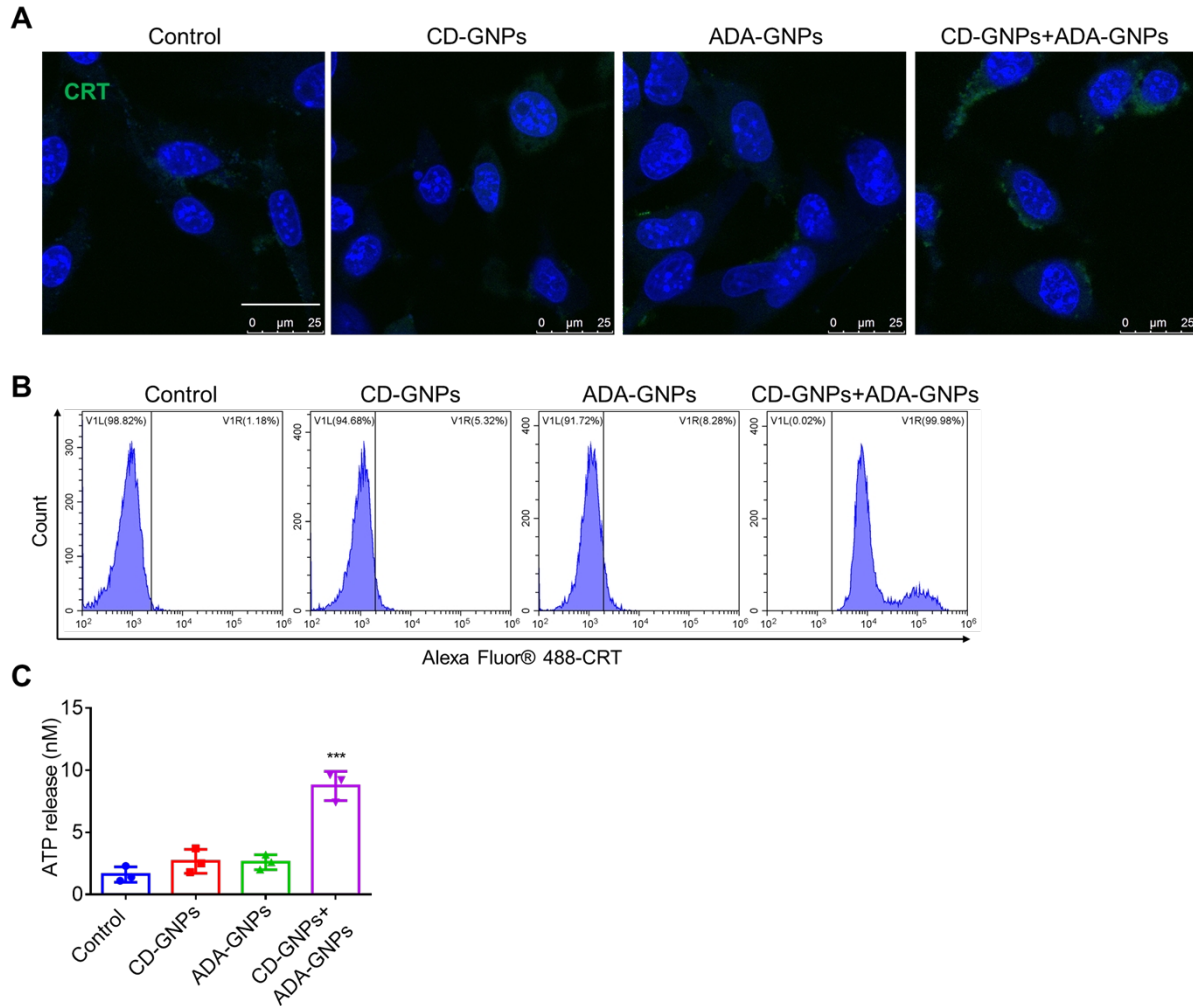 A
Control
CD-GNPs
ADA-GNPs
CD-GNPs+ADA-GNPs
CRT
0 µm 25
0 µm 25
0 µm 25
0 µm 25
B
Control
CD-GNPs
ADA-GNPs
CD-GNPs+ADA-GNPs
V1L(98.82%) V1R(1.18%)
V1L(94.68%) V1R(5.32%)
V1L(91.72%) V1R(8.28%)
V1L(0.02%) V1R(99.98%)
Count
300
200
100
0
400
200
0
400
200
0
400
200
0
10² 10³ 10⁴ 10⁵ 10⁶
10² 10³ 10⁴ 10⁵ 10⁶
10² 10³ 10⁴ 10⁵ 10⁶
10² 10³ 10⁴ 10⁵ 10⁶
Alexa Fluor® 488-CRT
C
ATP release (nM)
15
10
5
0
***
Control
CD-GNPs
ADA-GNPs
CD-GNPs+
ADA-GNPs